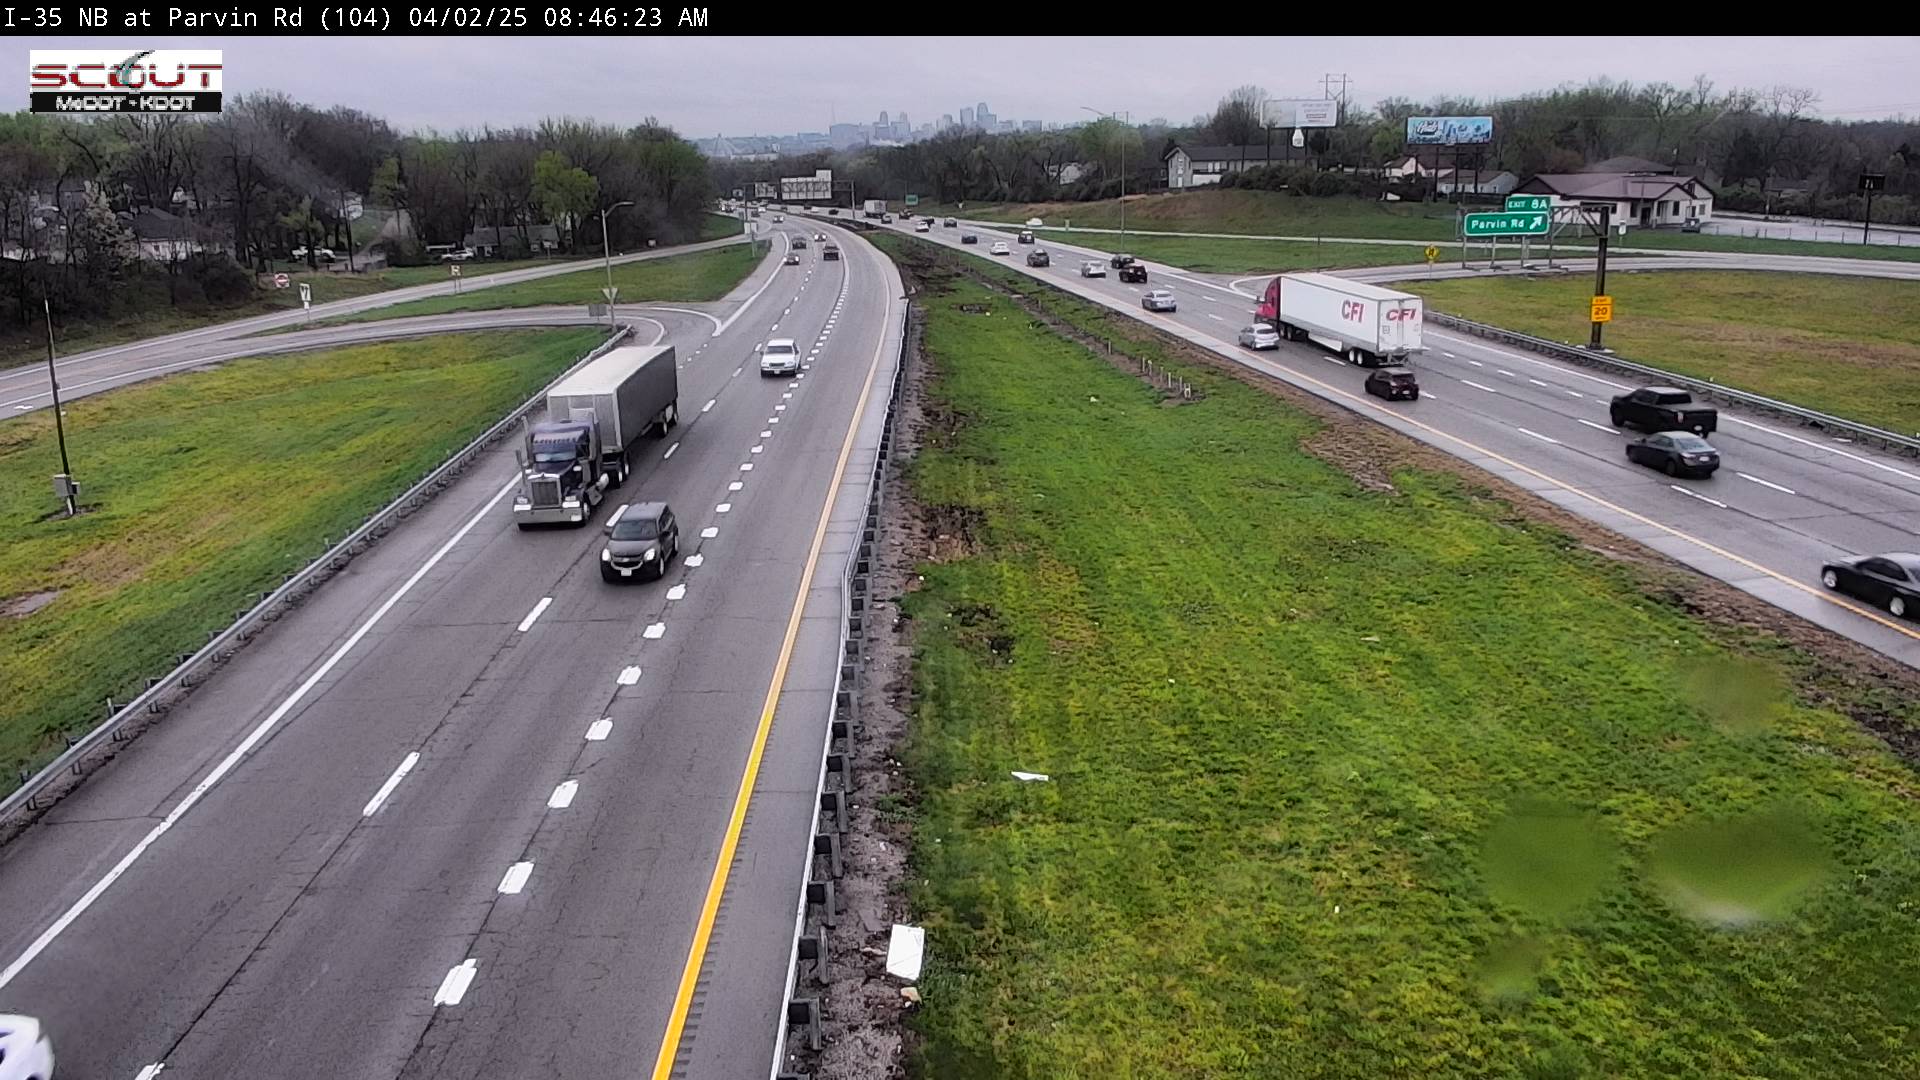 I-35 NB at Parvin Rd (104) 04/02/25 08:46:23 AM
SCOUT
MoDOT - KDOT
EXIT 8A
Parvin Rd
CFI
CFI
20